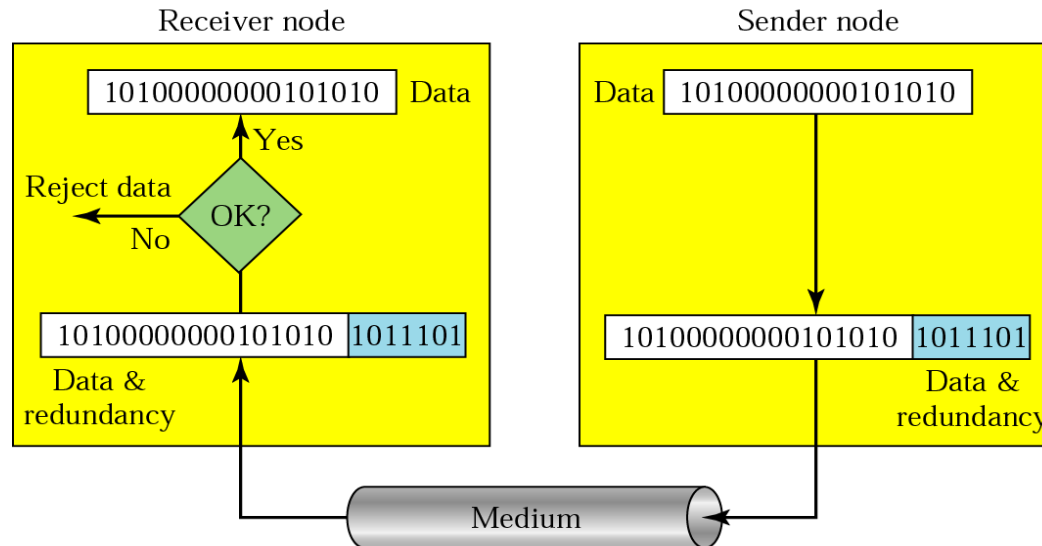 Receiver node
10100000000101010 Data
Yes
Reject data
OK?
No
10100000000101010 1011101
Data &
redundancy
Sender node
Data 10100000000101010
10100000000101010 1011101
Data &
redundancy
Medium